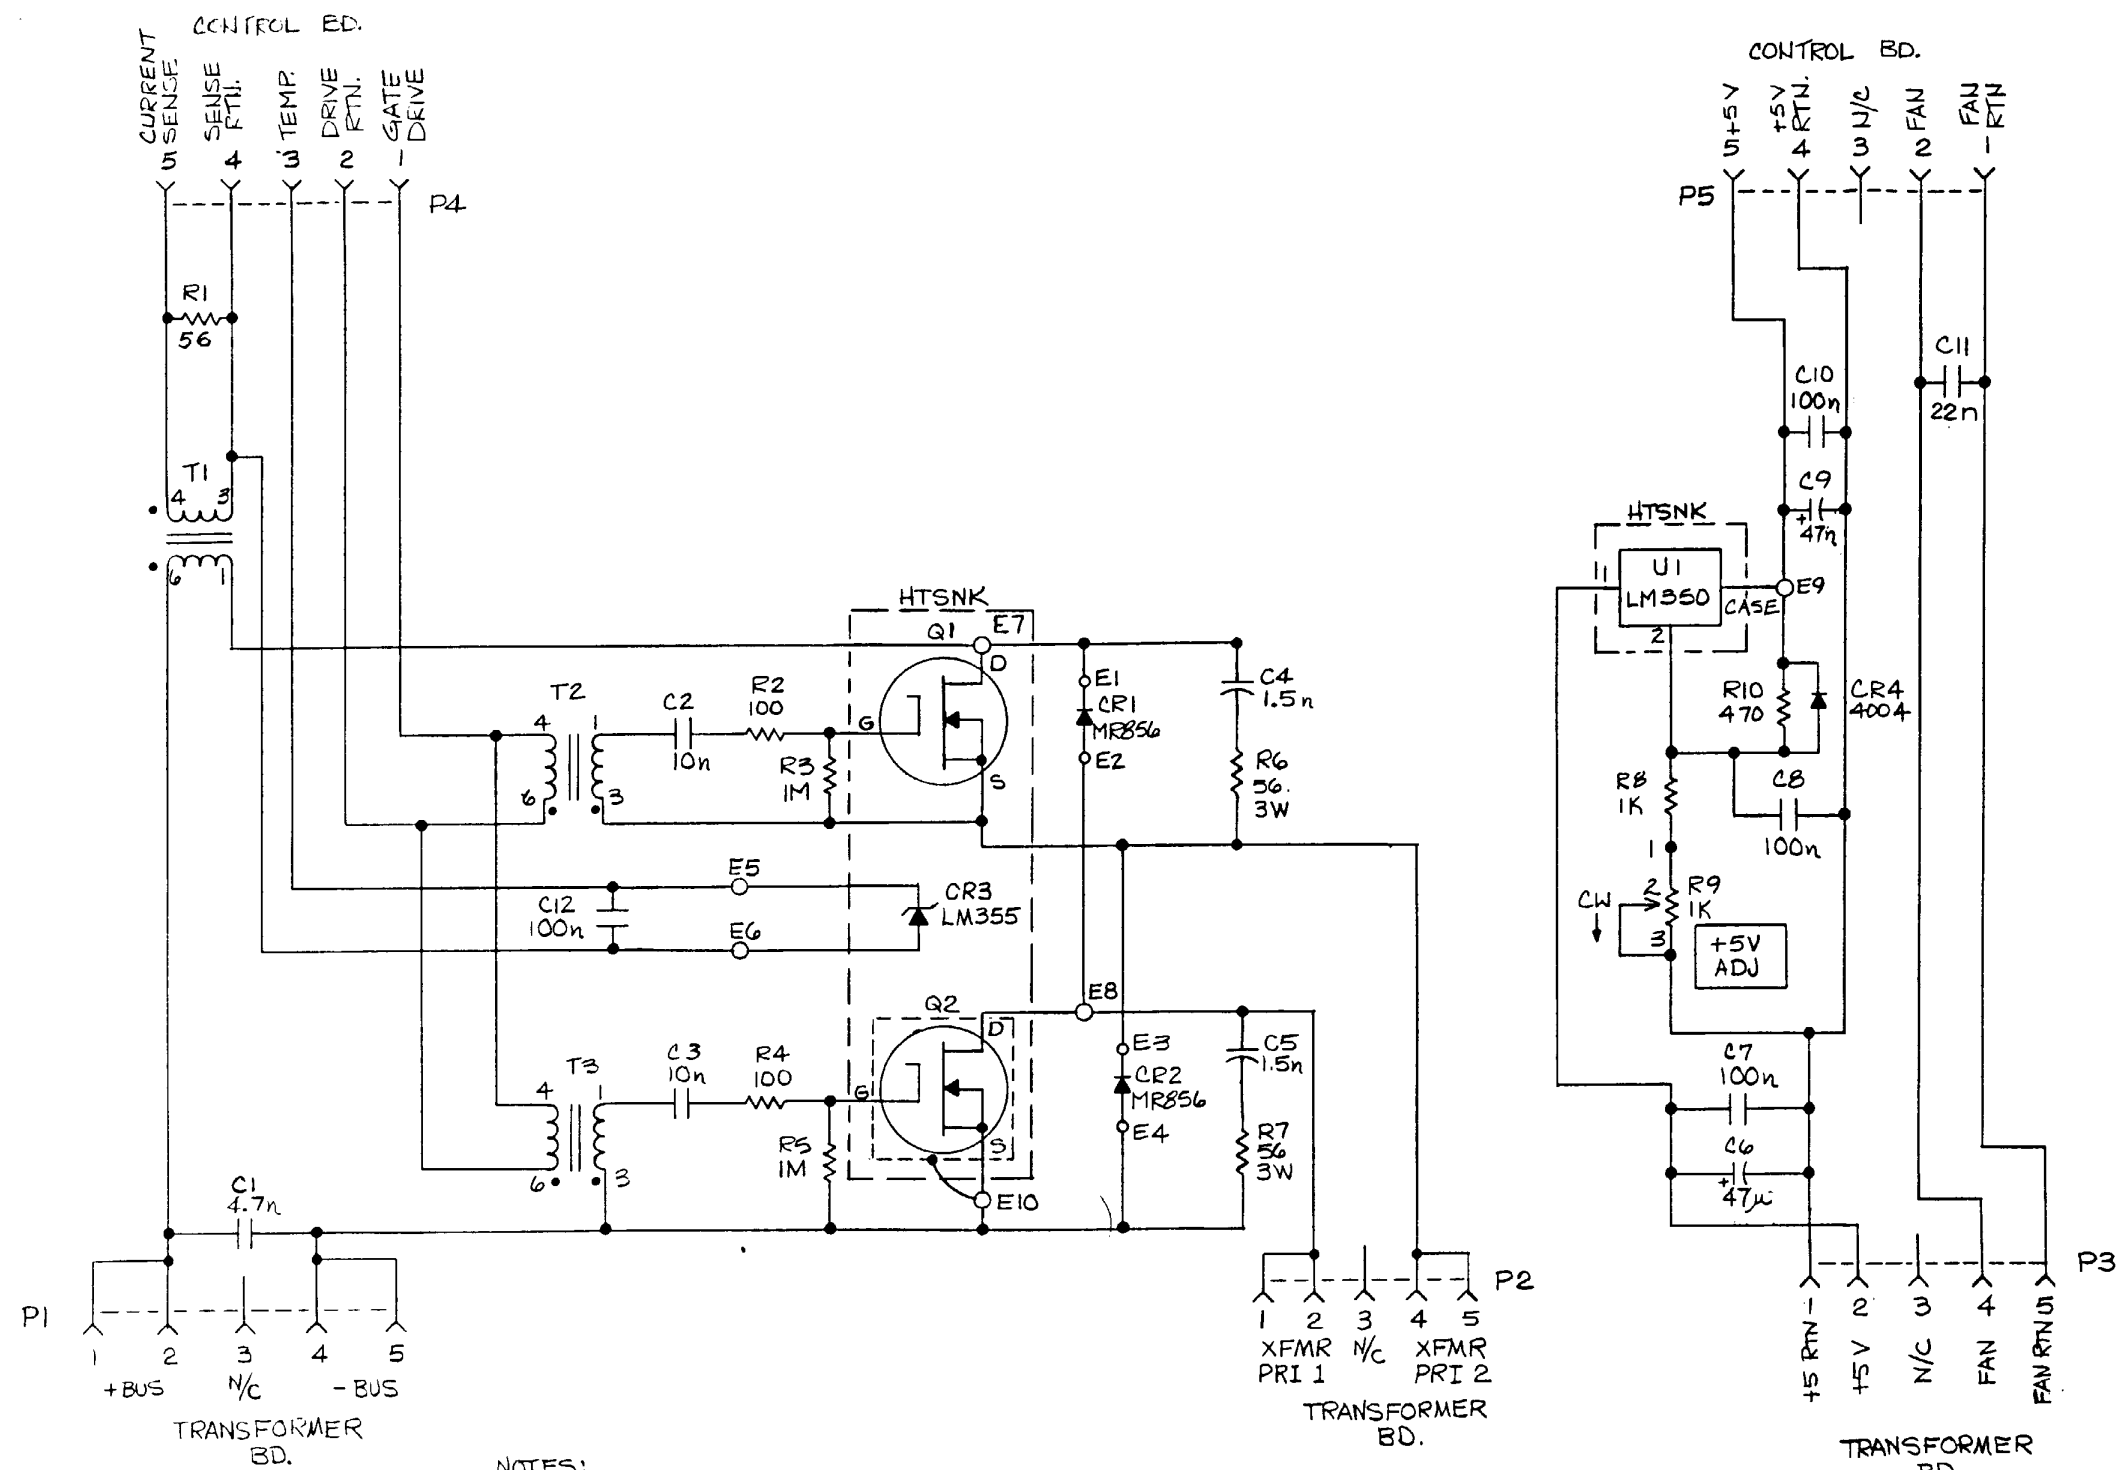 CONTROL BD.
CURRENT
SENSE
SENSE
RTN.
TEMP.
DRIVE
RTN.
GATE
DRIVE
5 4 3 2 1
P4
R1
56
T1
4 3
6 1
HTSNK
Q1 E7
D
G
S
T2
4 1
6 3
C2
10n
R2
100
R3
1M
E1
CR1
MR856
E2
C4
1.5n
R6
56.
3W
E5
C12
100n
E6
CR3
LM355
Q2
E8
D
G
S
E10
T3
4 1
6 3
C3
10n
R4
100
R5
1M
E3
CR2
MR856
E4
C5
1.5n
R7
56
3W
C1
4.7n
P1
1 2 3 4 5
+BUS N/C -BUS
TRANSFORMER
BD.
NOTES:
P2
1 2 3 4 5
XFMR
PRI 1
N/C
XFMR
PRI 2
TRANSFORMER
BD.
CONTROL BD.
+5V
+5V
RTN.
N/C
FAN
FAN
RTN
5 4 3 2 1
P5
C11
22n
C10
100n
C9
+47n
HTSNK
U1
LM350
1
2
CASE
E9
R10
470
CR4
4004
R8
1K
C8
100n
1
2
3
R9
1K
CW
+5V
ADJ
C7
100n
C6
+47µ
P3
1 2 3 4 5
+5 RTN
+5V
N/C
FAN
FAN RTN
TRANSFORMER
BD.